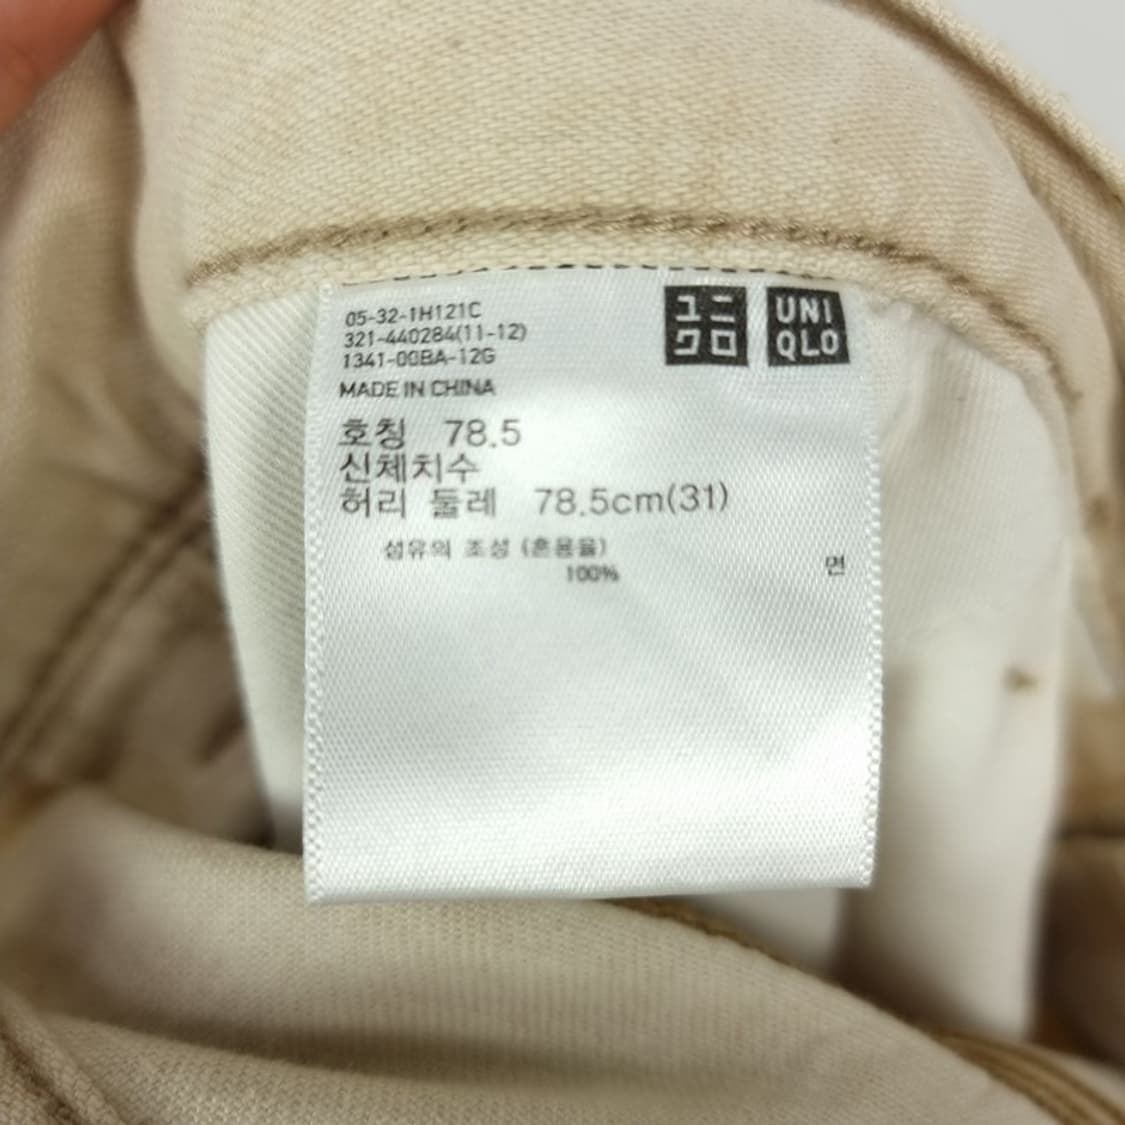 05-32-1H121C
321-440284(11-12)
1341-00BA-12G
MADE IN CHINA
ユニ
クロ
UNI
QLO
호칭 78.5
신체치수
허리 둘레 78.5cm(31)
섬유의 조성 (혼용율)
면
100%